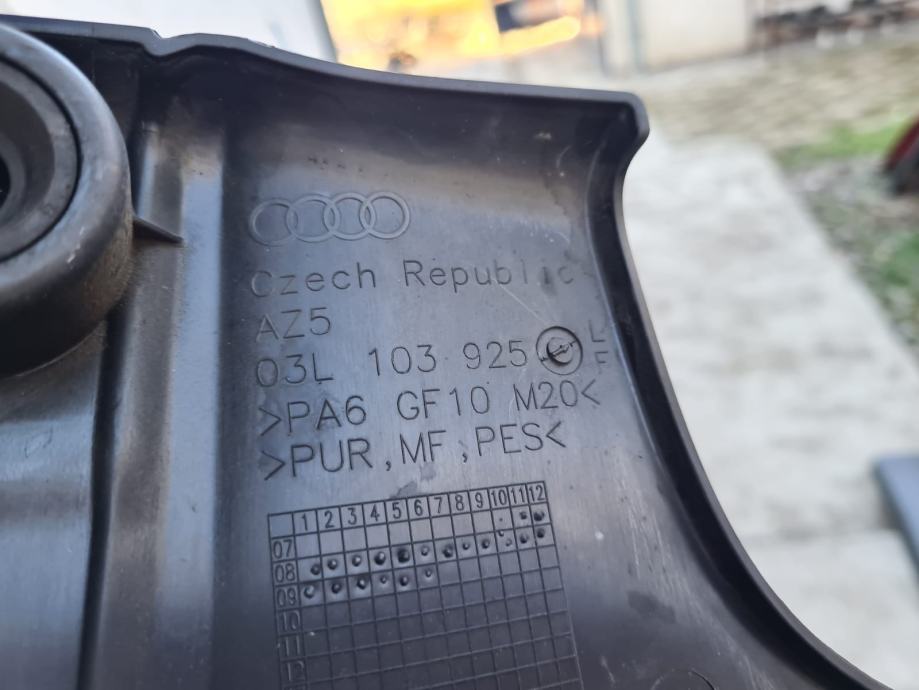 Czech Republic
AZ5
03L 103 925
L
F
>PA6 GF10 M20<
>PUR,MF,PES<
1 2 3 4 5 6 7 8 9 10 11 12
07
08
09
10
11
12